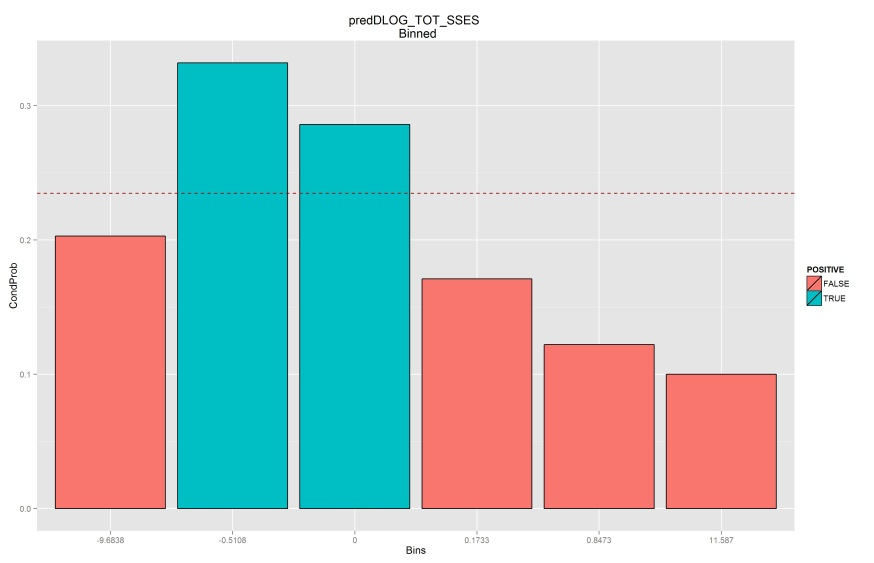 predDLOG_TOT_SSES
Binned
CondProb
0.3
0.2
0.1
0.0
-9.6838
-0.5108
0
0.1733
0.8473
11.587
Bins
POSITIVE
FALSE
TRUE